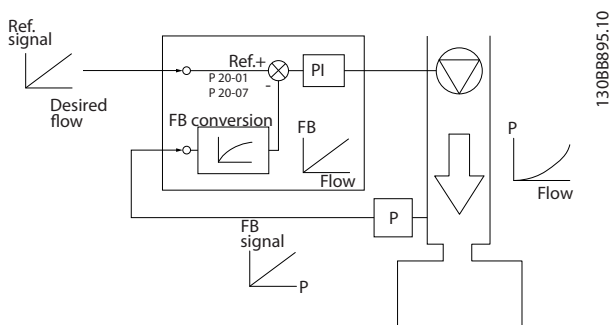 Ref.
signal
Desired
flow
Ref.+
P 20-01
P 20-07
-
PI
FB conversion
FB
Flow
P
Flow
P
FB
signal
P
130BB895.10